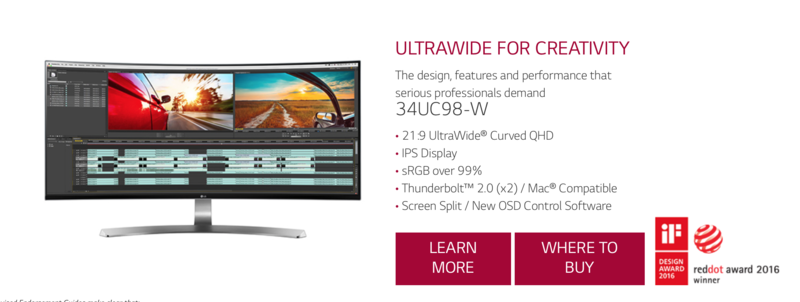 ULTRAWIDE FOR CREATIVITY
The design, features and performance that
serious professionals demand
34UC98-W
• 21:9 UltraWide® Curved QHD
• IPS Display
• sRGB over 99%
• Thunderbolt™ 2.0 (x2) / Mac® Compatible
• Screen Split / New OSD Control Software
LG
LEARN
MORE
WHERE TO
BUY
iF
DESIGN
AWARD
2016
reddot award 2016
winner